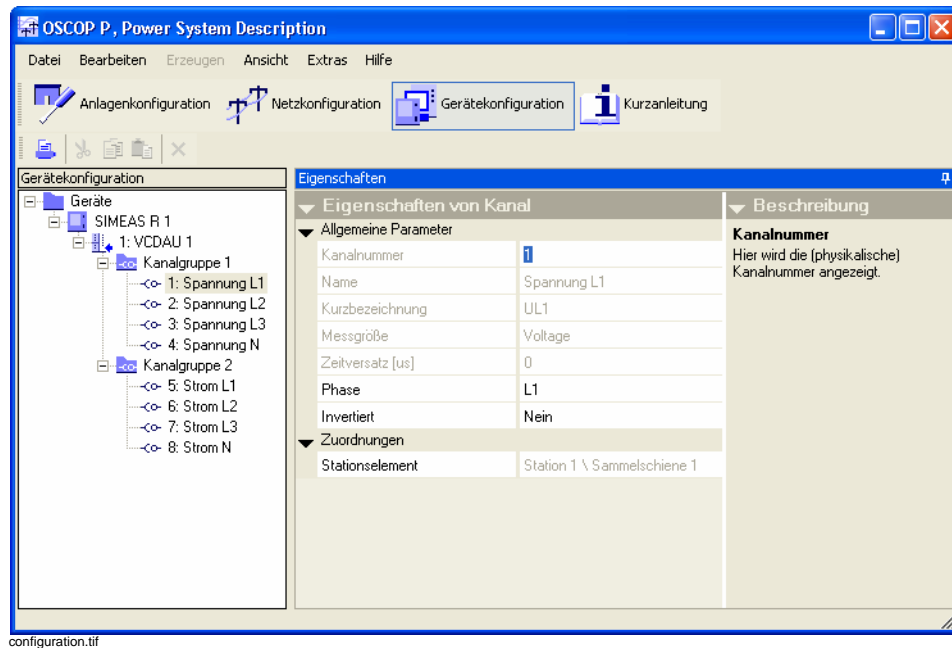 OSCOP P, Power System Description
Datei Bearbeiten Erzeugen Ansicht Extras Hilfe
Anlagenkonfiguration Netzkonfiguration Gerätekonfiguration Kurzanleitung
Gerätekonfiguration
Geräte
SIMEAS R 1
1: VCDAU 1
Kanalgruppe 1
1: Spannung L1
2: Spannung L2
3: Spannung L3
4: Spannung N
Kanalgruppe 2
5: Strom L1
6: Strom L2
7: Strom L3
8: Strom N
Eigenschaften
Eigenschaften von Kanal
Allgemeine Parameter
Kanalnummer 1
Name Spannung L1
Kurzbezeichnung UL1
Messgröße Voltage
Zeitversatz [us] 0
Phase L1
Invertiert Nein
Zuordnungen
Stationselement Station 1 \ Sammelschiene 1
Beschreibung
Kanalnummer
Hier wird die (physikalische)
Kanalnummer angezeigt.
configuration.tif